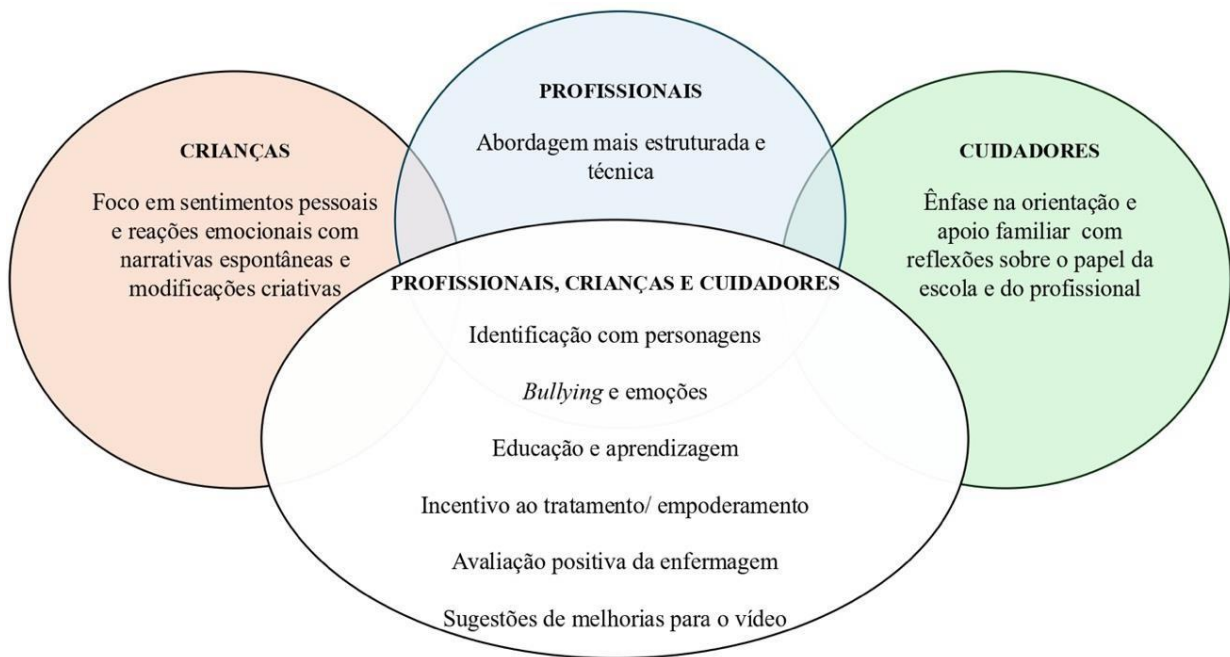 PROFISSIONAIS
Abordagem mais estruturada e
técnica
CRIANÇAS
Foco em sentimentos pessoais
e reações emocionais com
narrativas espontâneas e
modificações criativas
CUIDADORES
Ênfase na orientação e
apoio familiar com
reflexões sobre o papel da
escola e do profissional
PROFISSIONAIS, CRIANÇAS E CUIDADORES
Identificação com personagens
Bullying e emoções
Educação e aprendizagem
Incentivo ao tratamento/ empoderamento
Avaliação positiva da enfermagem
Sugestões de melhorias para o vídeo